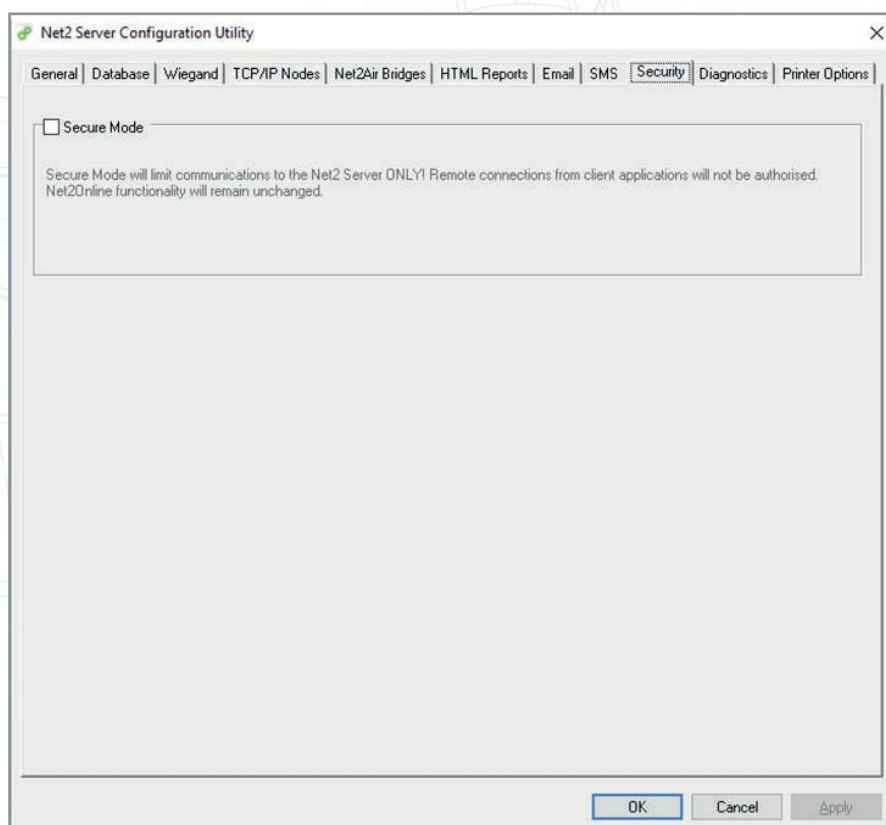 Net2 Server Configuration Utility
General Database Wiegand TCP/IP Nodes Net2Air Bridges HTML Reports Email SMS Security Diagnostics Printer Options
Secure Mode
Secure Mode will limit communications to the Net2 Server ONLY! Remote connections from client applications will not be authorised.
Net2Online functionality will remain unchanged.
OK Cancel Apply